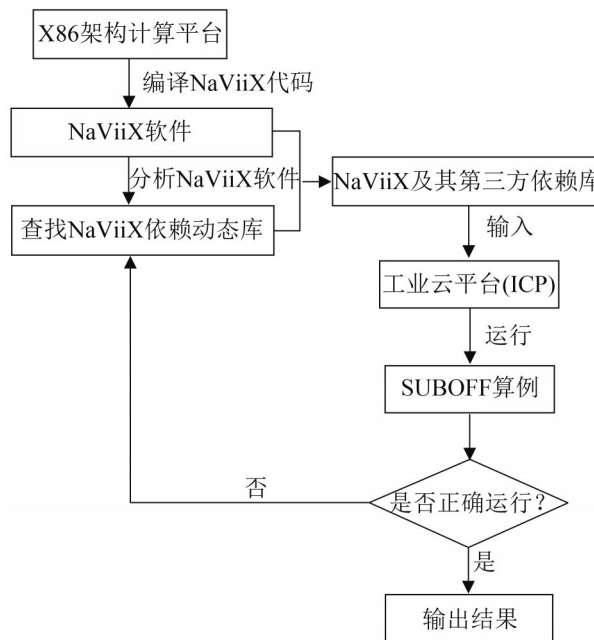 X86架构计算平台
编译NaViiX代码
NaViiX软件
分析NaViiX软件
NaViiX及其第三方依赖库
查找NaViiX依赖动态库
输入
工业云平台(ICP)
运行
SUBOFF算例
否
是否正确运行？
是
输出结果